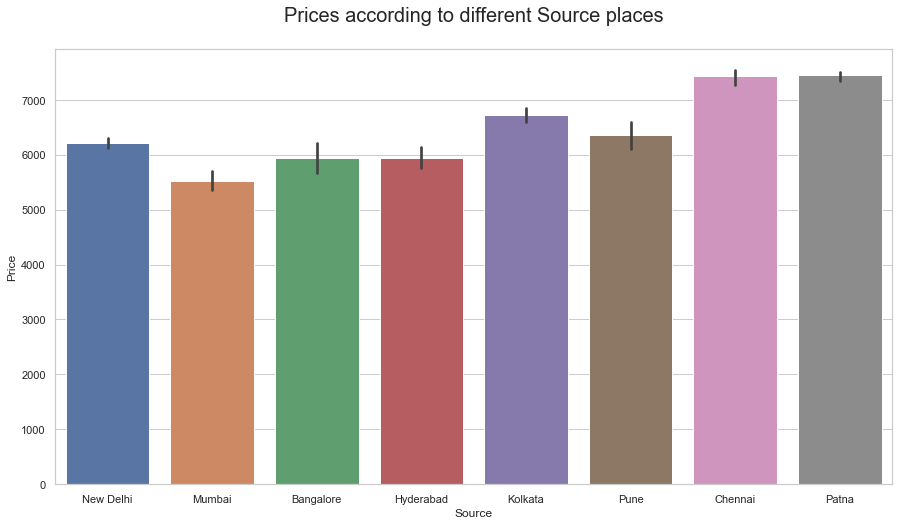 Prices according to different Source places
Price
7000
6000
5000
4000
3000
2000
1000
0
New Delhi Mumbai Bangalore Hyderabad Kolkata Pune Chennai Patna
Source